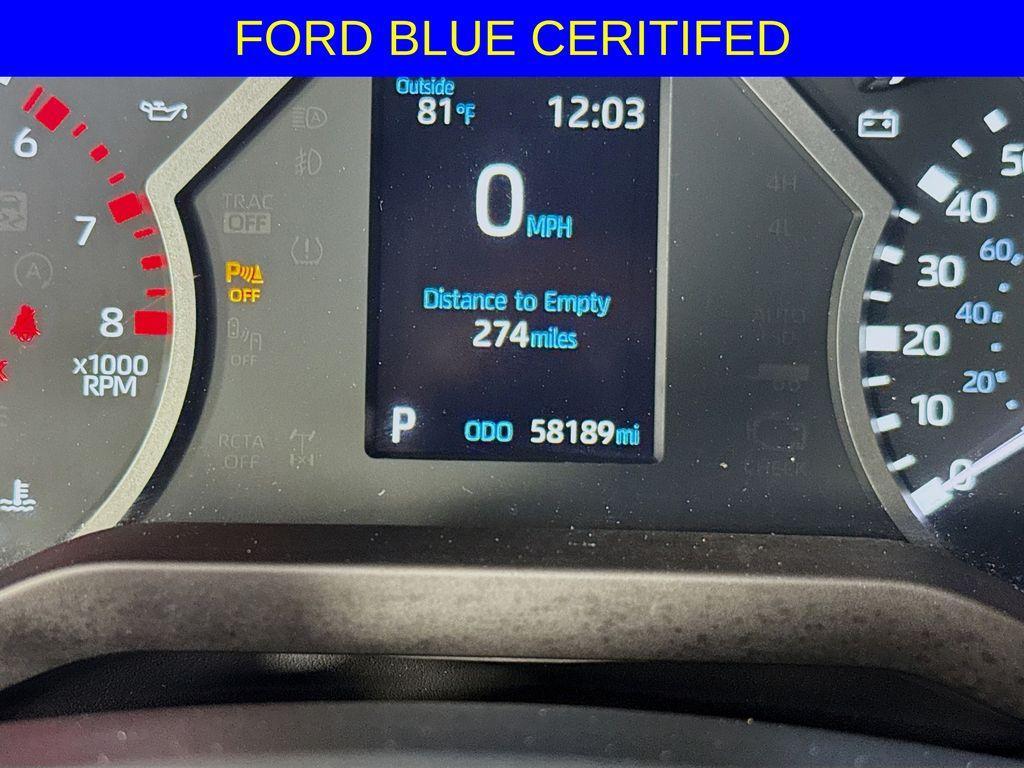 FORD BLUE CERITIFED
Outside
81°F 12:03
0 MPH
Distance to Empty
274 miles
P ODO 58189 mi
6
7
8
x1000
RPM
TRAC
OFF
P OFF
OFF
RCTA
OFF
4H
4L
AUTO
CHECK
40
30
20
10
0
60
40
20